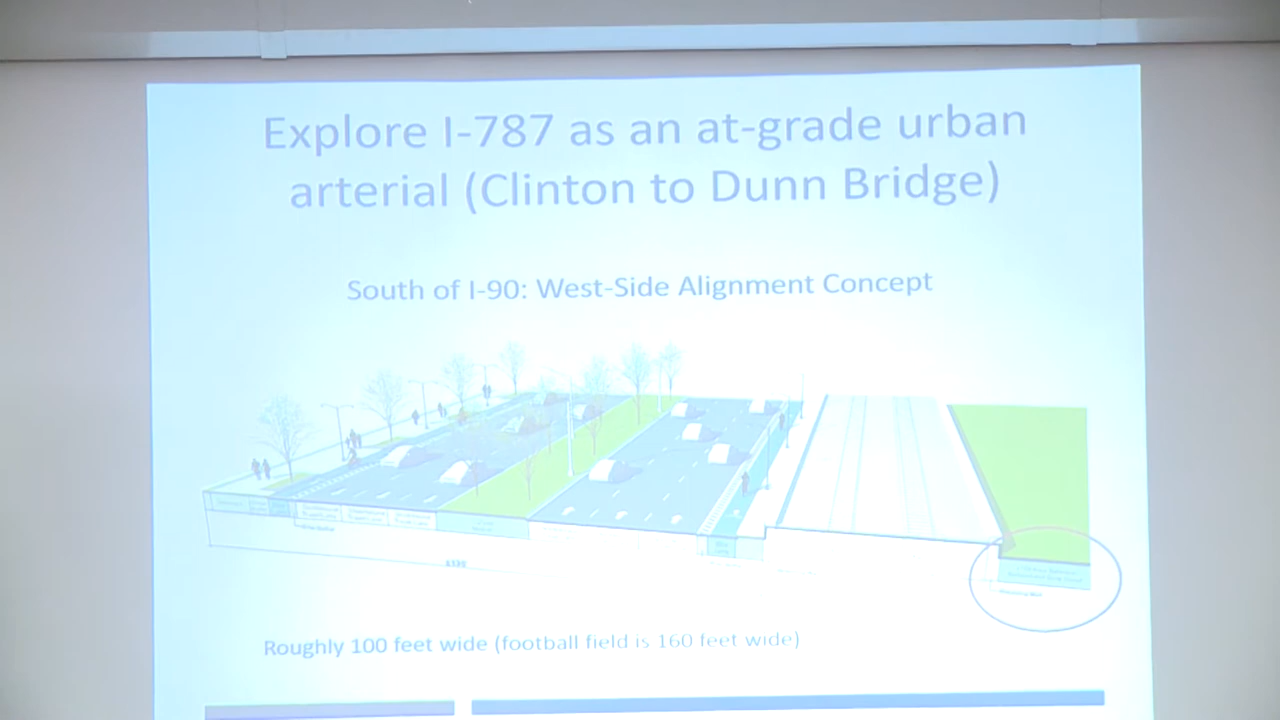 Explore I-787 as an at-grade urban
arterial (Clinton to Dunn Bridge)
South of I-90: West-Side Alignment Concept
Roughly 100 feet wide (football field is 160 feet wide)